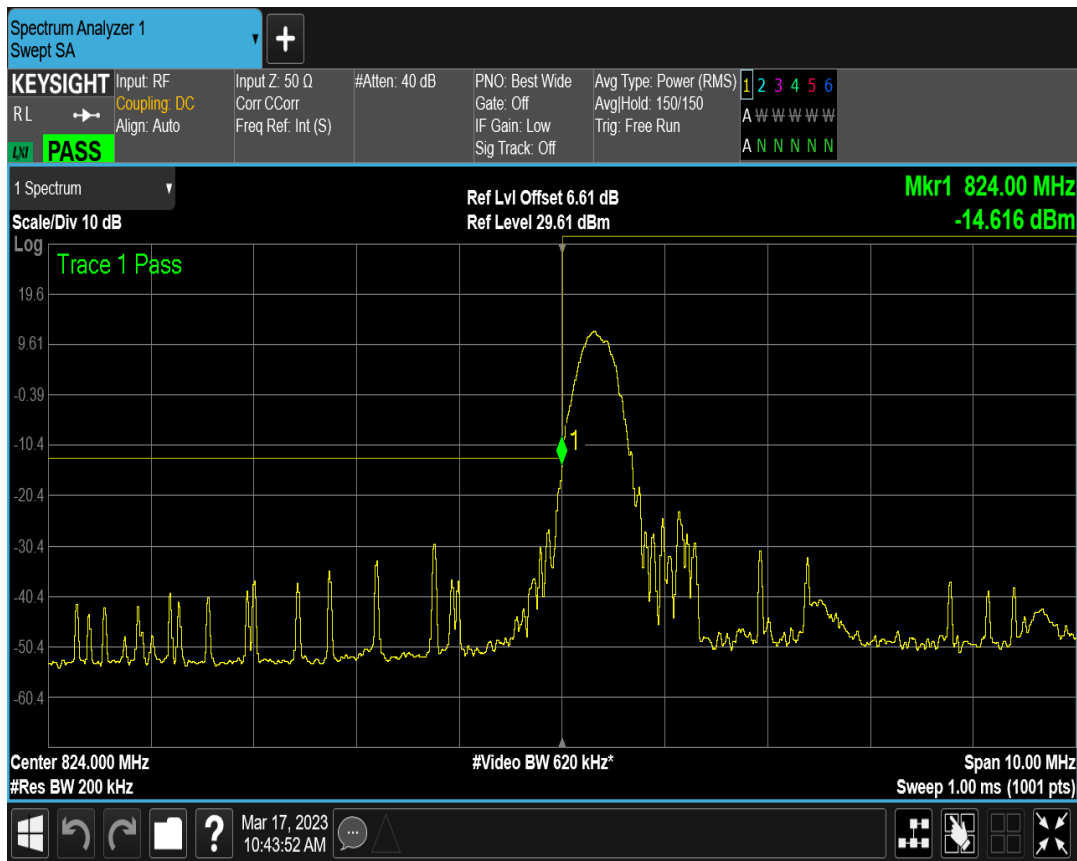 Spectrum Analyzer 1
Swept SA
+
KEYSIGHT
RL
LXI PASS
Input: RF
Coupling: DC
Align: Auto
Input Z: 50 Ω
Corr CCorr
Freq Ref: Int (S)
#Atten: 40 dB
PNO: Best Wide
Gate: Off
IF Gain: Low
Sig Track: Off
Avg Type: Power (RMS)
Avg|Hold: 150/150
Trig: Free Run
1 2 3 4 5 6
A W W W W W
A N N N N N
1 Spectrum
Scale/Div 10 dB
Ref Lvl Offset 6.61 dB
Ref Level 29.61 dBm
Mkr1 824.00 MHz
-14.616 dBm
Log
Trace 1 Pass
19.6
9.61
-0.39
1
-10.4
-20.4
-30.4
-40.4
-50.4
-60.4
Center 824.000 MHz
#Video BW 620 kHz*
Span 10.00 MHz
#Res BW 200 kHz
Sweep 1.00 ms (1001 pts)
?
Mar 17, 2023
10:43:52 AM